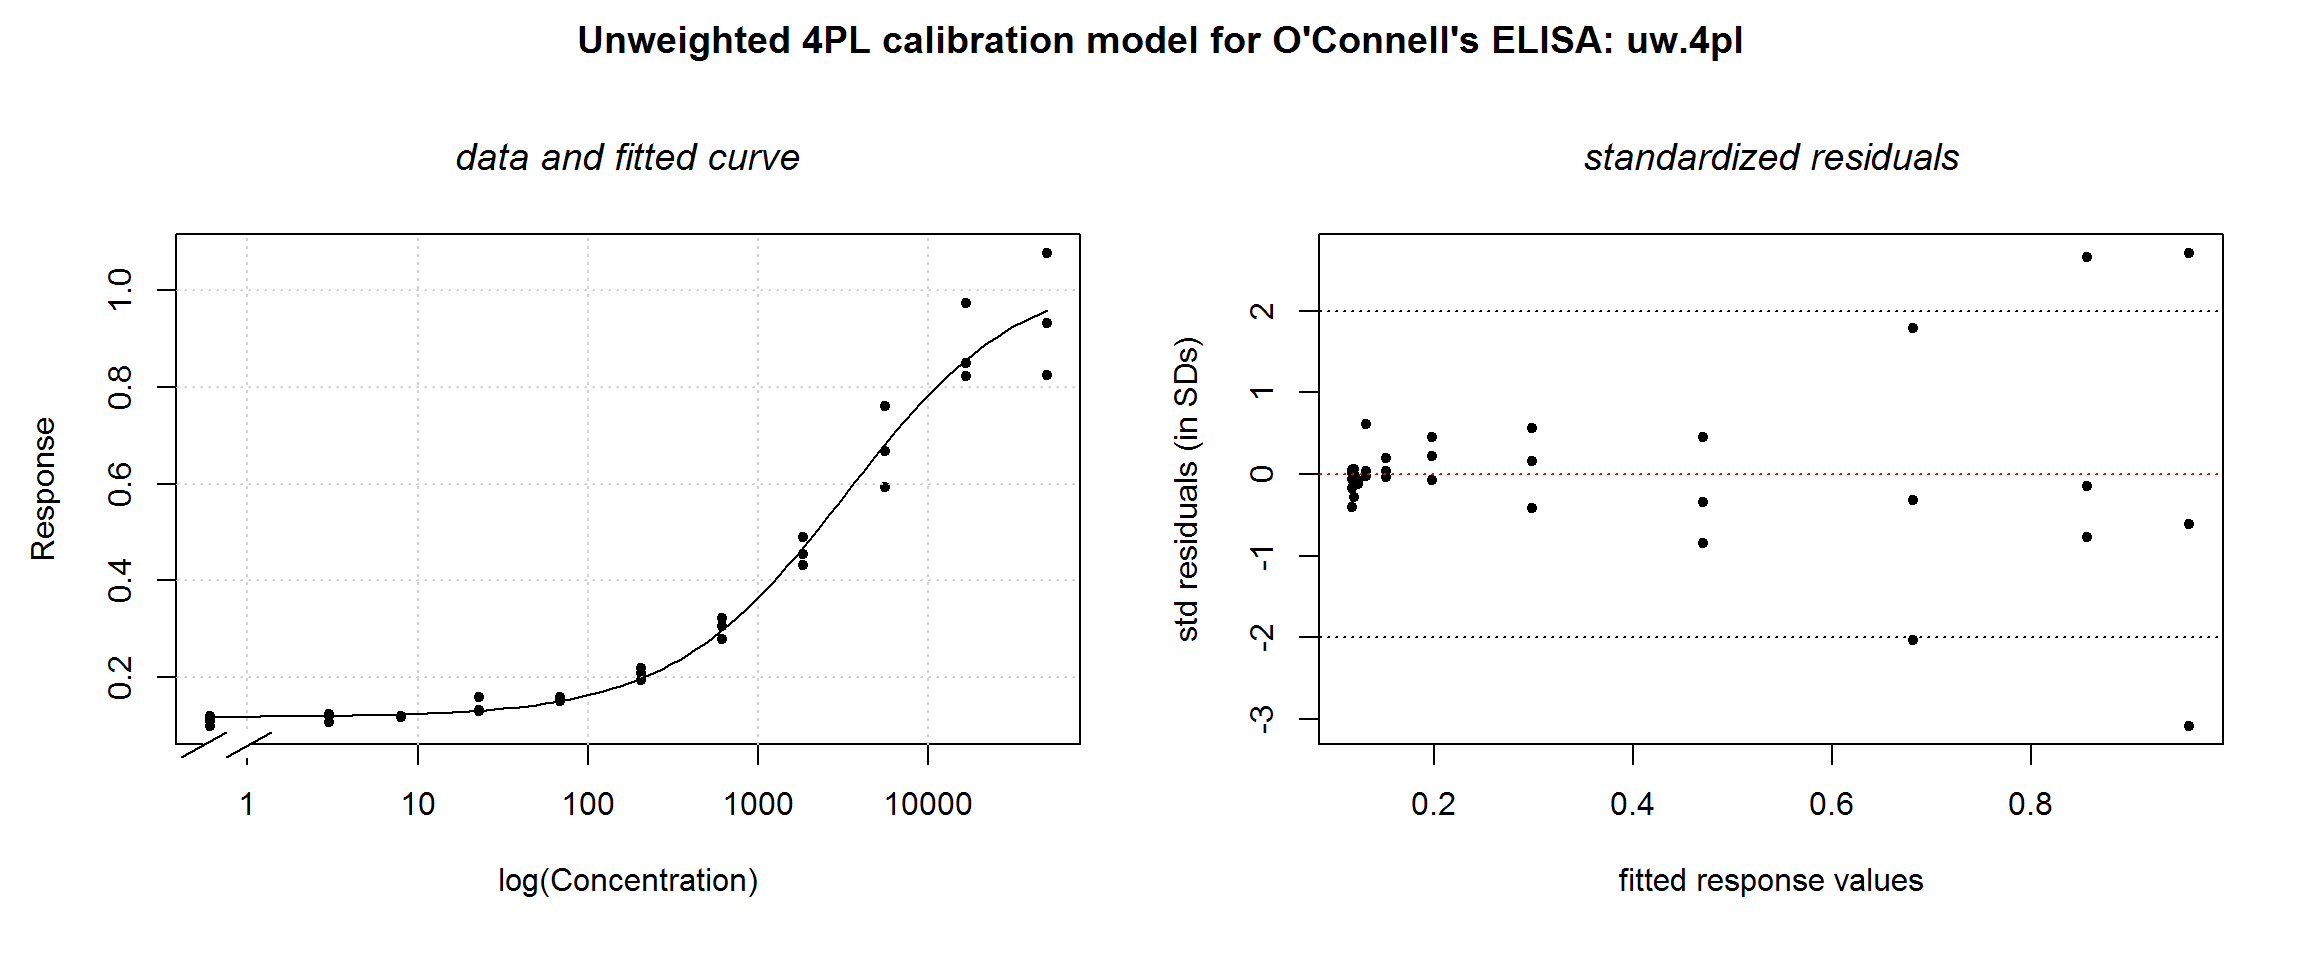 Unweighted 4PL calibration model for O'Connell's ELISA: uw.4pl
data and fitted curve
Response
0.2 0.4 0.6 0.8 1.0
1 10 100 1000 10000
log(Concentration)
standardized residuals
std residuals (in SDs)
-3 -2 -1 0 1 2
0.2 0.4 0.6 0.8
fitted response values